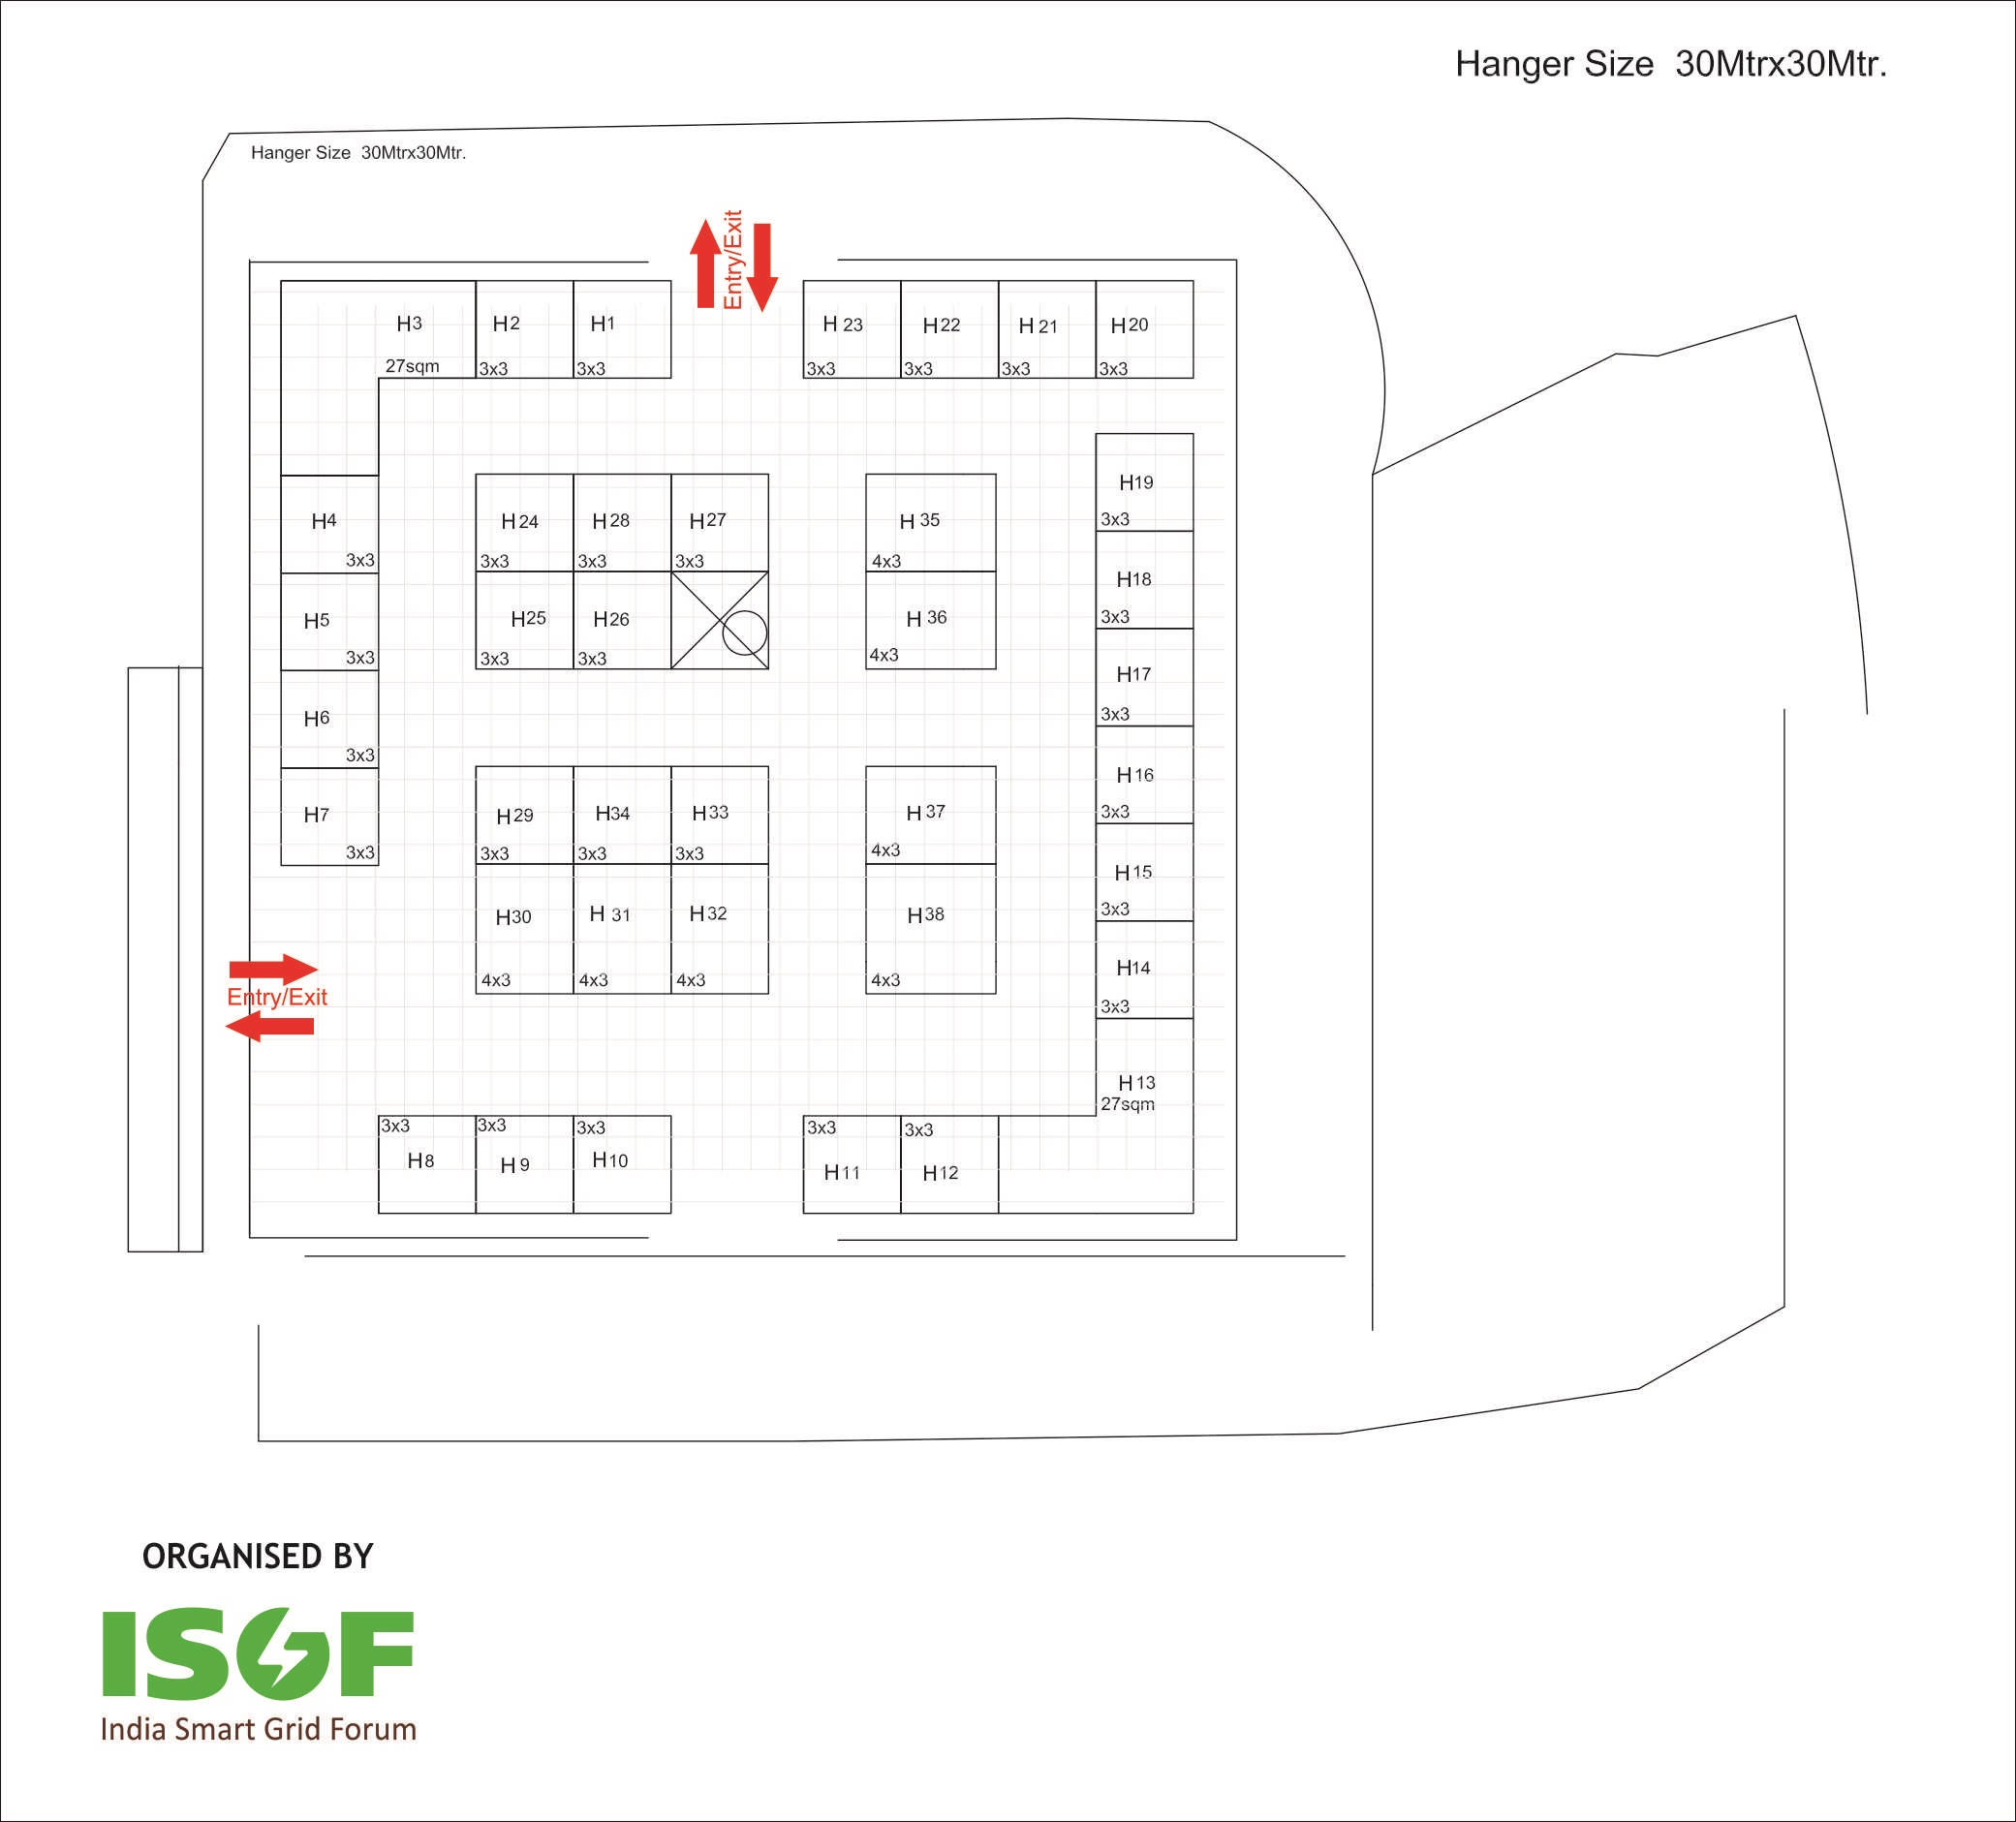 Hanger Size 30Mtrx30Mtr.
Hanger Size 30Mtrx30Mtr.
Entry/Exit
H3
27sqm
H2
3x3
H1
3x3
H 23
3x3
H22
3x3
H 21
3x3
H20
3x3
H19
3x3
H4
3x3
H24
3x3
H28
3x3
H27
3x3
H 35
4x3
H18
3x3
H5
3x3
H25
3x3
H26
3x3
H 36
4x3
H17
3x3
H6
3x3
H16
3x3
H7
3x3
H29
3x3
H34
3x3
H33
3x3
H 37
4x3
H 15
3x3
H30
4x3
H 31
4x3
H32
4x3
H38
4x3
H14
3x3
Entry/Exit
H 13
27sqm
3x3
H8
3x3
H 9
3x3
H10
3x3
H 11
3x3
H12
ORGANISED BY
ISGF
India Smart Grid Forum